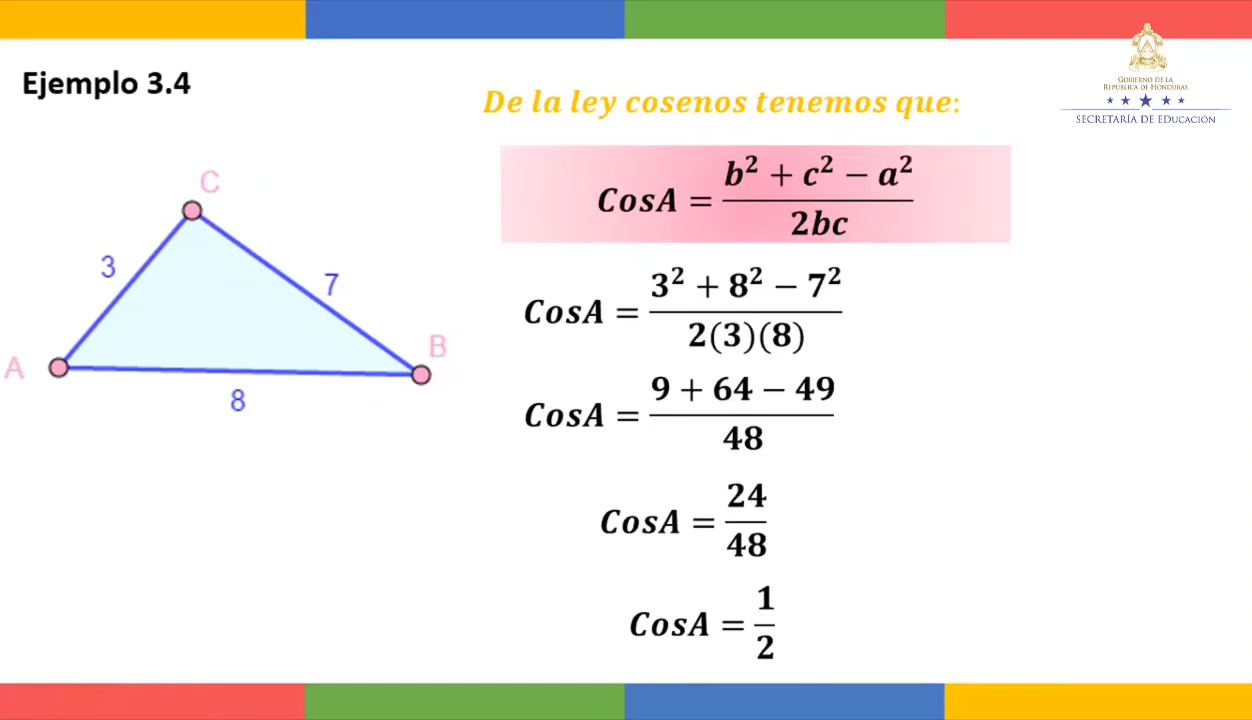 Ejemplo 3.4
GOBIERNO DE LA
REPÚBLICA DE HONDURAS
SECRETARÍA DE EDUCACIÓN
De la ley cosenos tenemos que:
C
3
7
A
B
8
CosA = (b² + c² − a²) / 2bc
CosA = (3² + 8² − 7²) / 2(3)(8)
CosA = (9 + 64 − 49) / 48
CosA = 24 / 48
CosA = 1 / 2